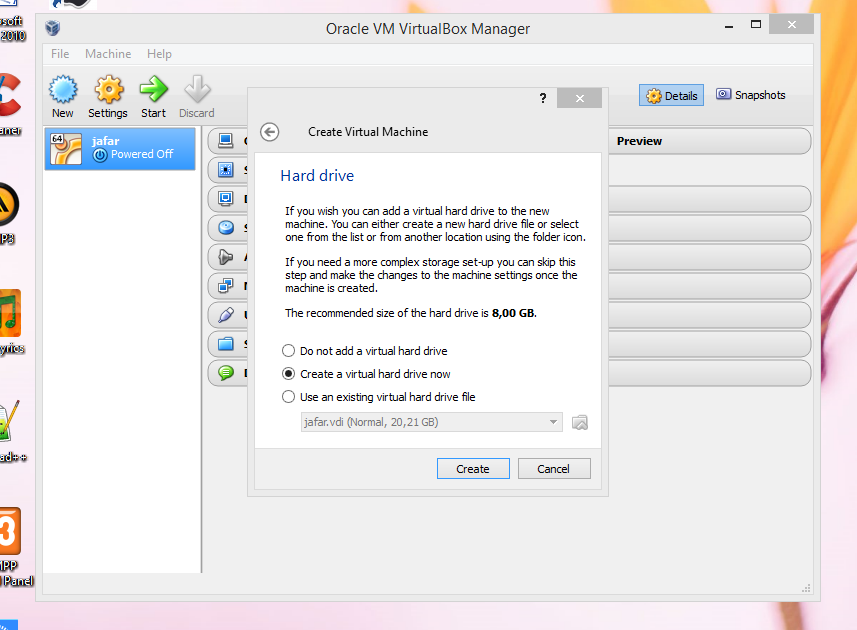 soft
2010
aner
P3
yrics
ad++
3
MPP
Panel
Oracle VM VirtualBox Manager
File Machine Help
New Settings Start Discard
Details Snapshots
64
jafar
Powered Off
Preview
?
Create Virtual Machine
Hard drive
If you wish you can add a virtual hard drive to the new
machine. You can either create a new hard drive file or select
one from the list or from another location using the folder icon.
If you need a more complex storage set-up you can skip this
step and make the changes to the machine settings once the
machine is created.
The recommended size of the hard drive is 8,00 GB.
Do not add a virtual hard drive
Create a virtual hard drive now
Use an existing virtual hard drive file
jafar.vdi (Normal, 20,21 GB)
Create Cancel